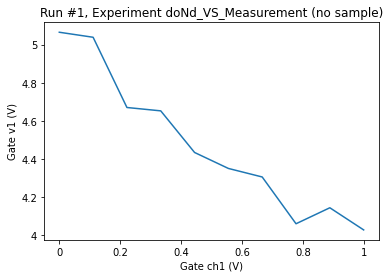 Run #1, Experiment doNd_VS_Measurement (no sample)
Gate v1 (V)
5
4.8
4.6
4.4
4.2
4
0 0.2 0.4 0.6 0.8 1
Gate ch1 (V)